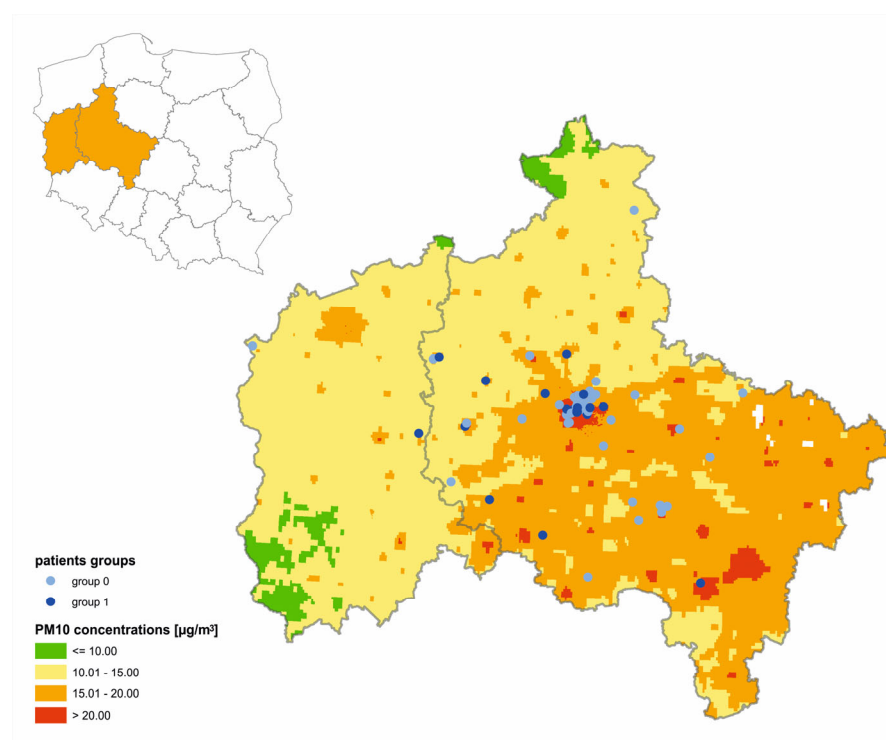 patients groups
group 0
group 1
PM10 concentrations [µg/m³]
<= 10.00
10.01 - 15.00
15.01 - 20.00
> 20.00